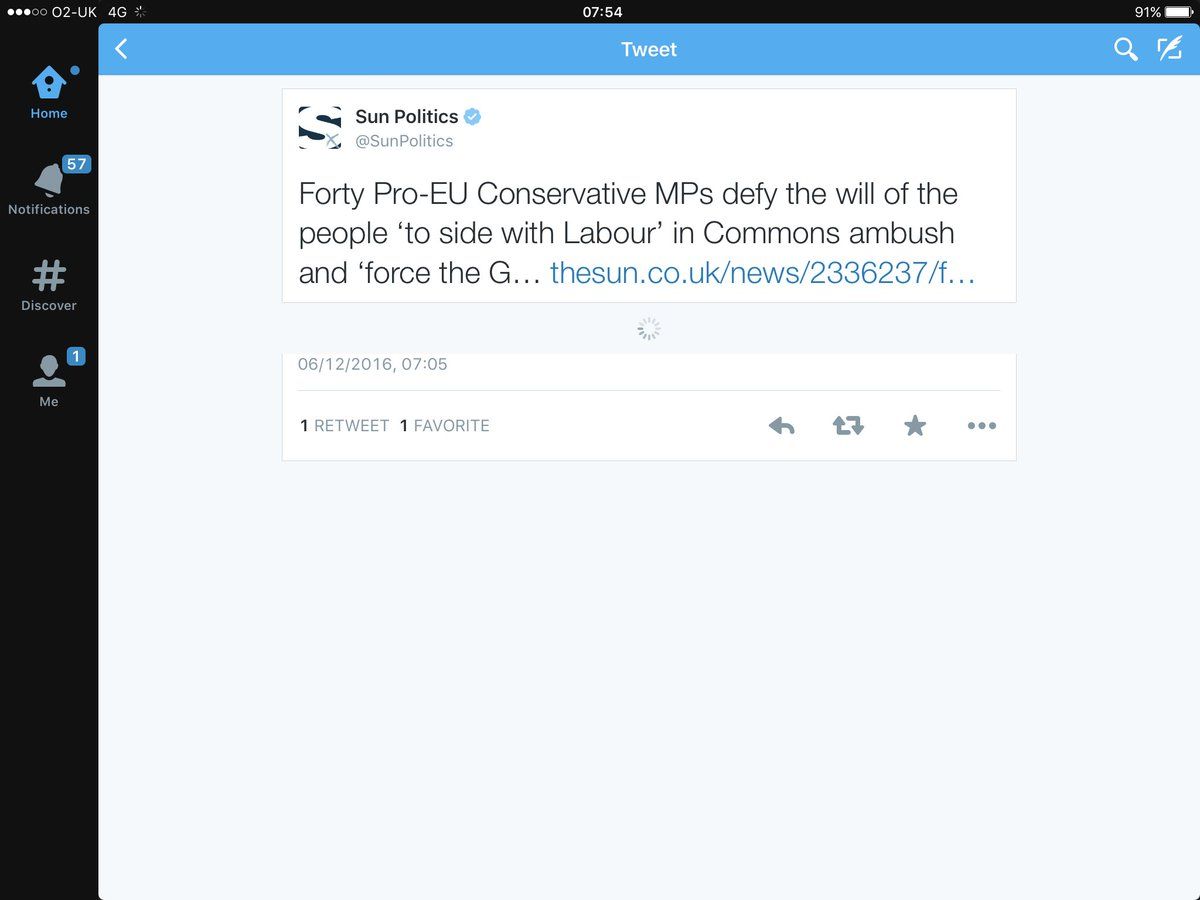 O2-UK 4G 07:54 91%
Tweet
Home
57
Notifications
Discover
1
Me
Sun Politics
@SunPolitics
Forty Pro-EU Conservative MPs defy the will of the
people ‘to side with Labour’ in Commons ambush
and ‘force the G... thesun.co.uk/news/2336237/f...
06/12/2016, 07:05
1 RETWEET 1 FAVORITE